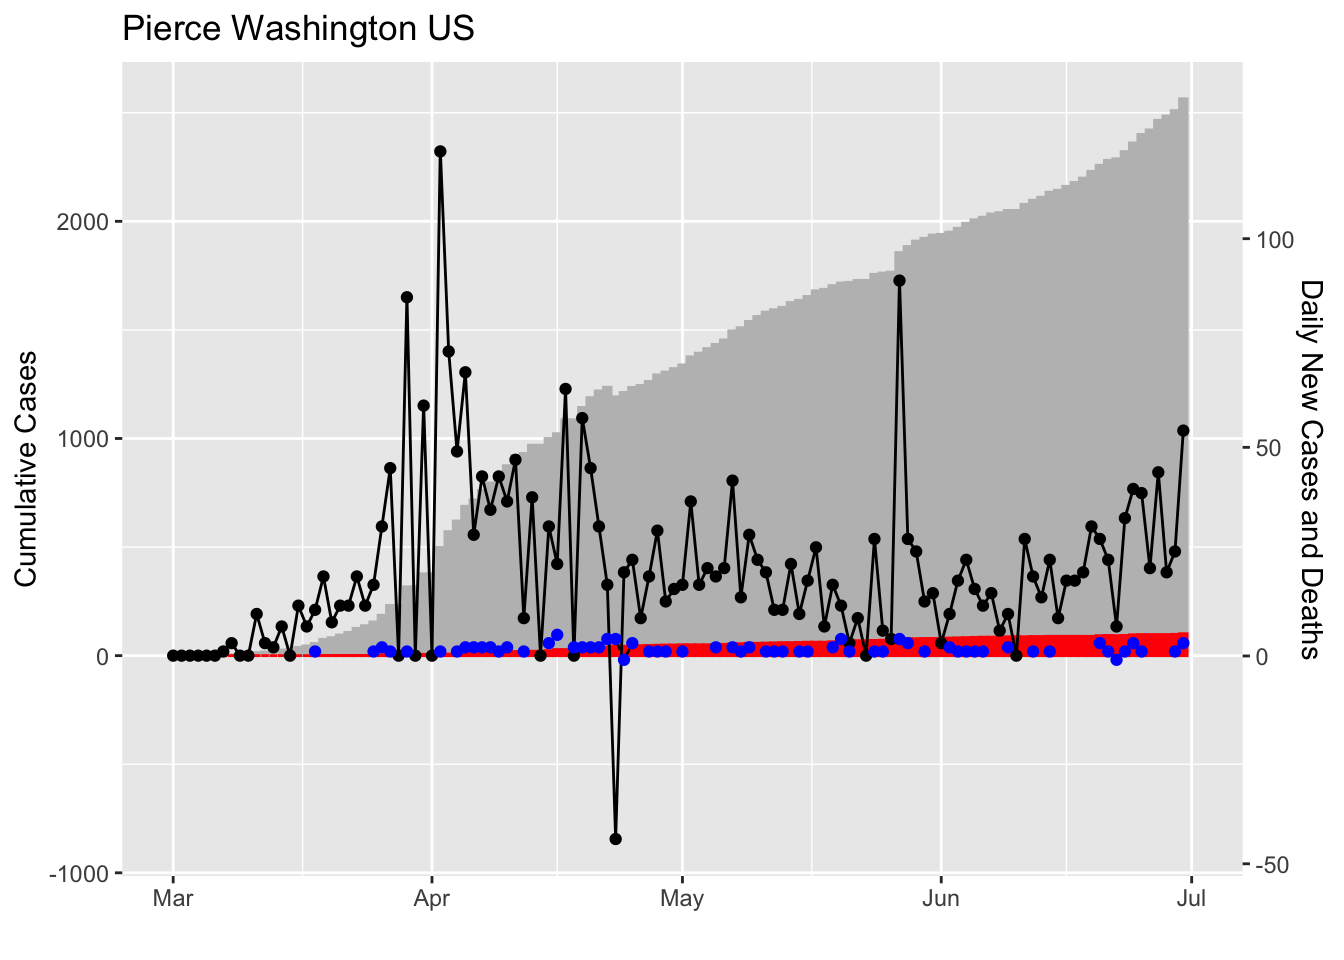 Pierce Washington US
Cumulative Cases
2000
1000
0
-1000
100
50
0
-50
Daily New Cases and Deaths
Mar
Apr
May
Jun
Jul